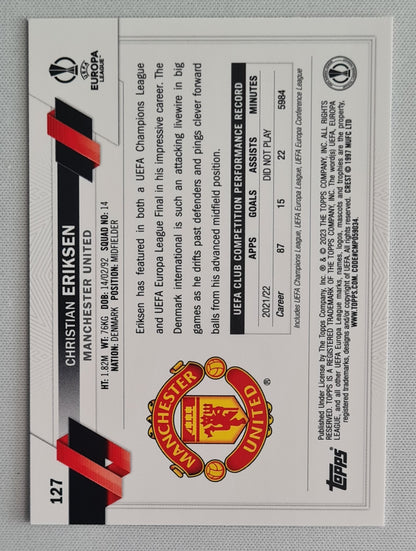 127
CHRISTIAN ERIKSEN
MANCHESTER UNITED
HT: 1.82M WT: 76KG DOB: 14/02/92 SQUAD NO: 14
NATION: DENMARK POSITION: MIDFIELDER
UEFA
EUROPA
LEAGUE™
Eriksen has featured in both a UEFA Champions League
and UEFA Europa League Final in his impressive career. The
Denmark international is such an attacking livewire in big
games as he drifts past defenders and pings clever forward
balls from his advanced midfield position.
UEFA CLUB COMPETITION PERFORMANCE RECORD
APPS GOALS ASSISTS MINUTES
2021/22 DID NOT PLAY
Career 87 15 22 5984
Includes UEFA Champions League, UEFA Europa League, UEFA Europa Conference League
MANCHESTER
UNITED
®
Topps
Published Under License by The Topps Company, Inc. ® & © 2023 THE TOPPS COMPANY, INC. ALL RIGHTS
RESERVED. TOPPS IS A REGISTERED TRADEMARK OF THE TOPPS COMPANY, INC. The word(s) UEFA, EUROPA
LEAGUE, and all other UEFA Europa League marks, names, logos, mascots and trophies are the property,
registered trademarks, designs and/or copyright of UEFA. All rights reserved. CREST © 1997 MUFC LTD
WWW.TOPPS.COM. CODE#CMP059034.